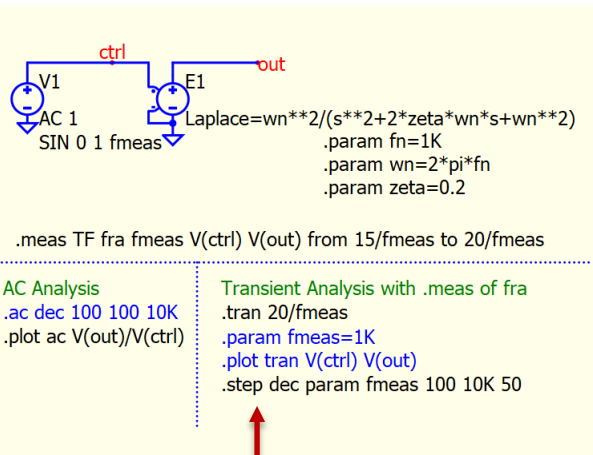 ctrl
out
V1
E1
AC 1
Laplace=wn**2/(s**2+2*zeta*wn*s+wn**2)
SIN 0 1 fmeas
.param fn=1K
.param wn=2*pi*fn
.param zeta=0.2
.meas TF fra fmeas V(ctrl) V(out) from 15/fmeas to 20/fmeas
AC Analysis
.ac dec 100 100 10K
.plot ac V(out)/V(ctrl)
Transient Analysis with .meas of fra
.tran 20/fmeas
.param fmeas=1K
.plot tran V(ctrl) V(out)
.step dec param fmeas 100 10K 50